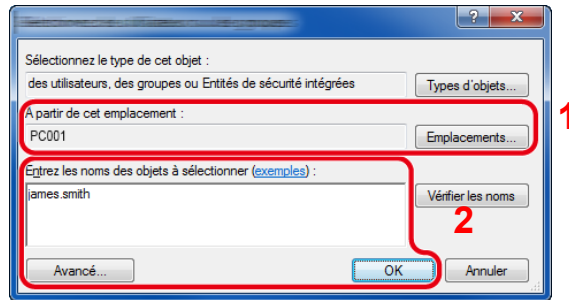 Sélectionnez le type de cet objet :
des utilisateurs, des groupes ou Entités de sécurité intégrées
Types d'objets...
A partir de cet emplacement :
PC001
Emplacements...
1
Entrez les noms des objets à sélectionner (exemples) :
james.smith
Vérifier les noms
2
Avancé...
OK
Annuler